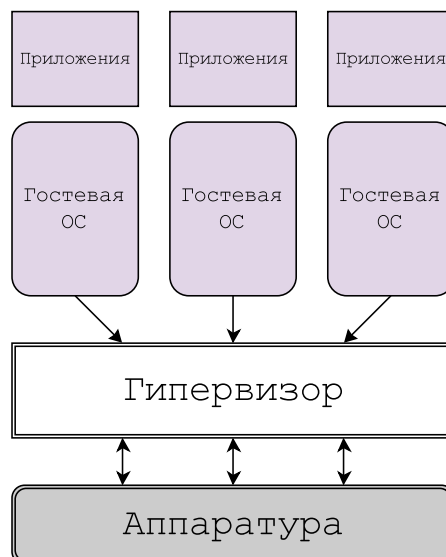 Приложения
Приложения
Приложения
Гостевая
ОС
Гостевая
ОС
Гостевая
ОС
Гипервизор
Аппаратура